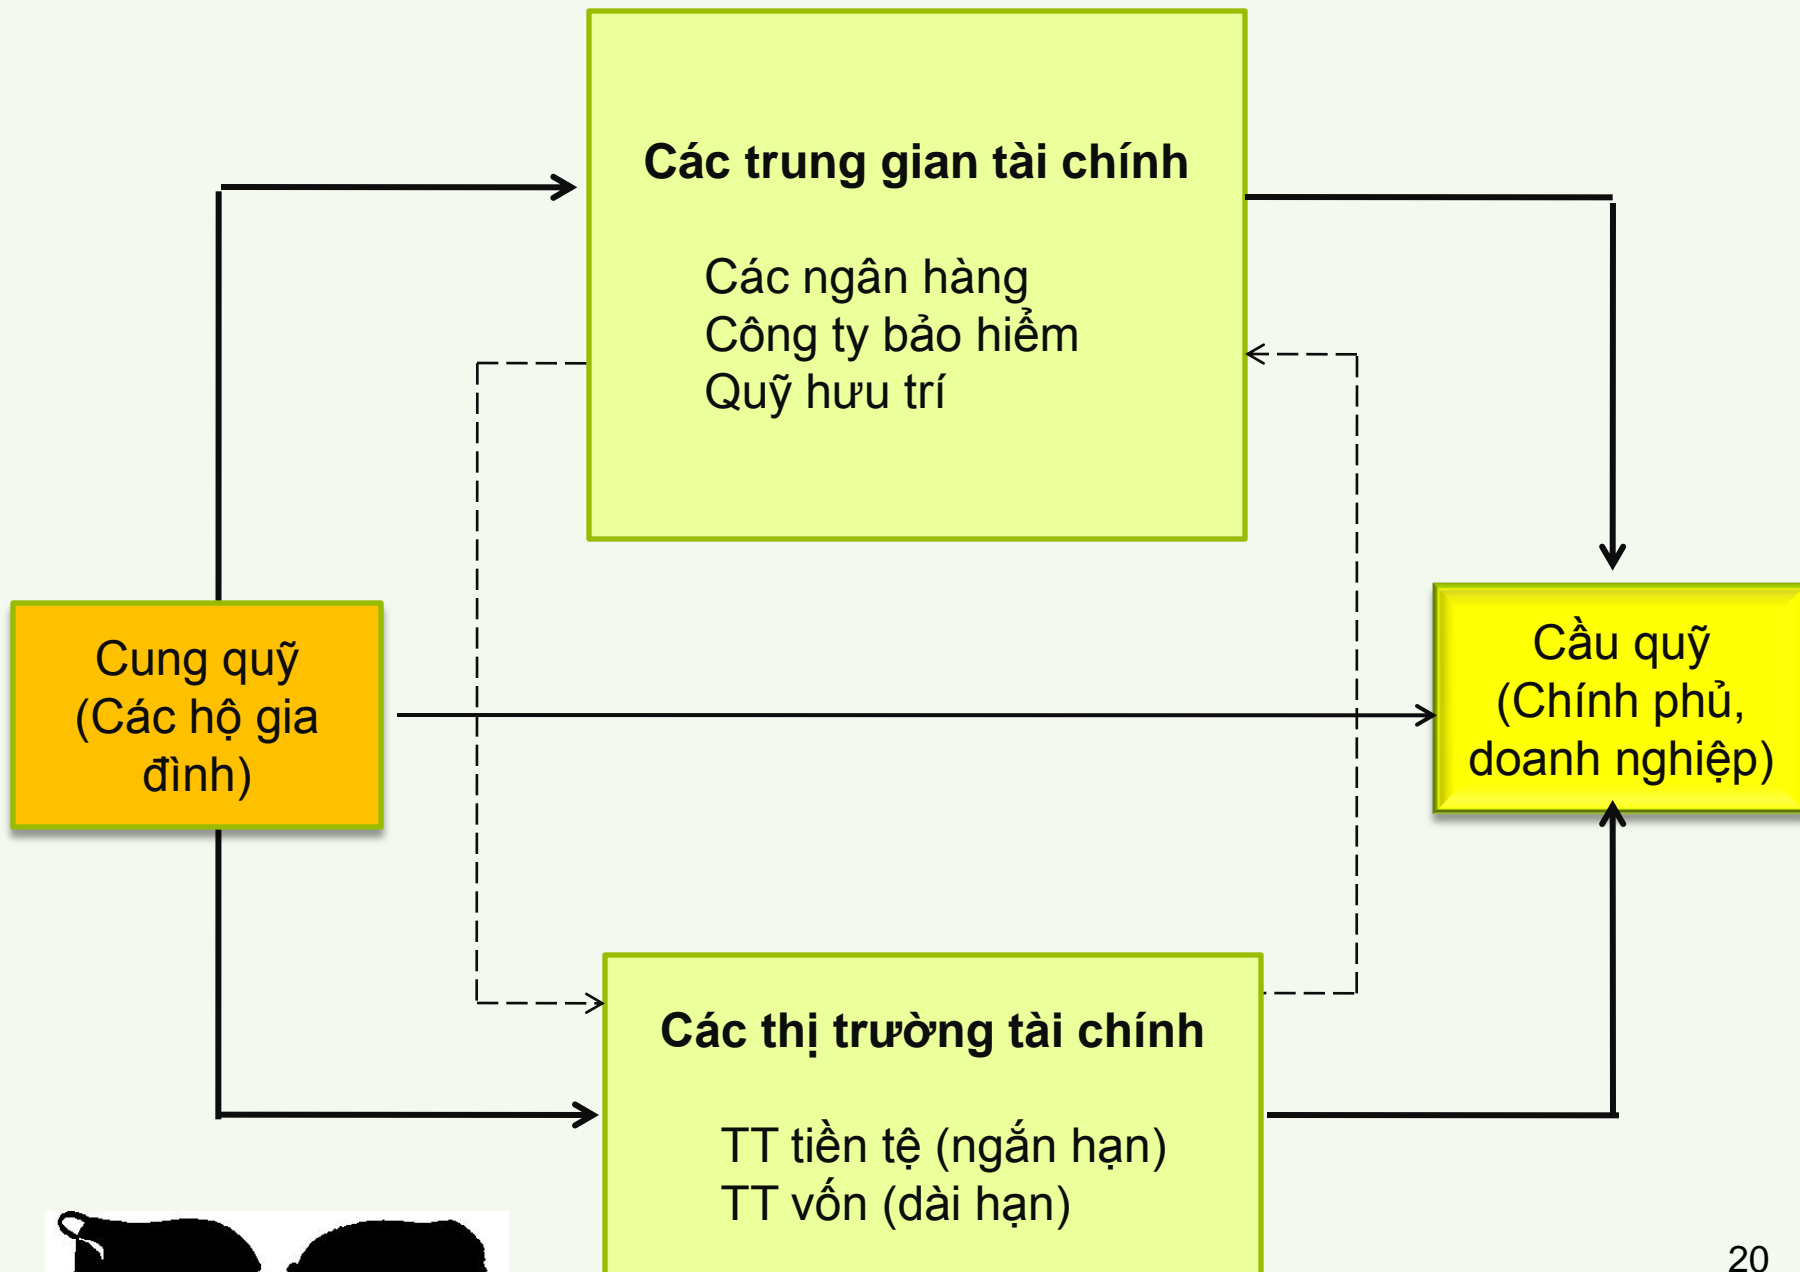 Các trung gian tài chính
Các ngân hàng
Công ty bảo hiểm
Quỹ hưu trí
Cung quỹ
(Các hộ gia
đình)
Cầu quỹ
(Chính phủ,
doanh nghiệp)
Các thị trường tài chính
TT tiền tệ (ngắn hạn)
TT vốn (dài hạn)
20